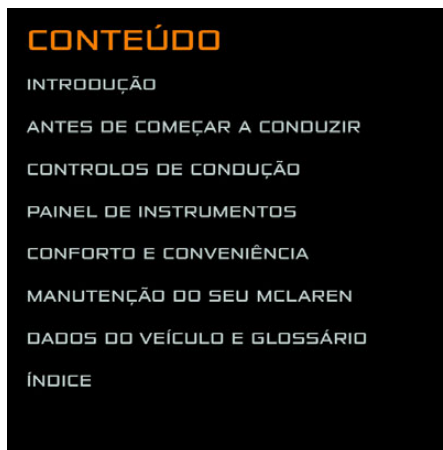 CONTEÚDO
INTRODUÇÃO
ANTES DE COMEÇAR A CONDUZIR
CONTROLOS DE CONDUÇÃO
PAINEL DE INSTRUMENTOS
CONFORTO E CONVENIÊNCIA
MANUTENÇÃO DO SEU MCLAREN
DADOS DO VEÍCULO E GLOSSÁRIO
ÍNDICE